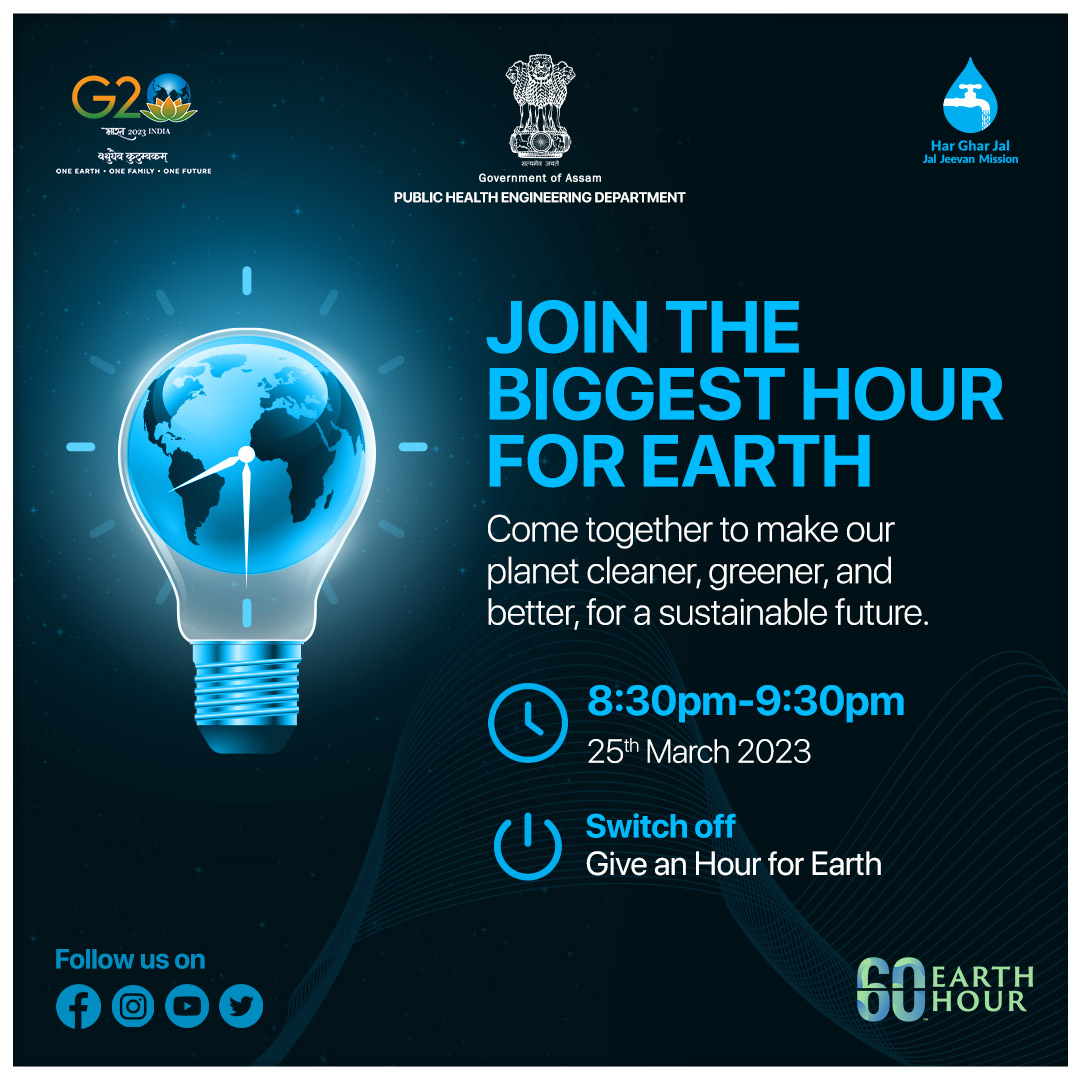 G20
भारत 2023 INDIA
वसुधैव कुटुम्बकम्
ONE EARTH • ONE FAMILY • ONE FUTURE
सत्यमेव जयते
Government of Assam
PUBLIC HEALTH ENGINEERING DEPARTMENT
Har Ghar Jal
Jal Jeevan Mission
JOIN THE
BIGGEST HOUR
FOR EARTH
Come together to make our
planet cleaner, greener, and
better, for a sustainable future.
8:30pm-9:30pm
25th March 2023
Switch off
Give an Hour for Earth
Follow us on
60 EARTH
HOUR